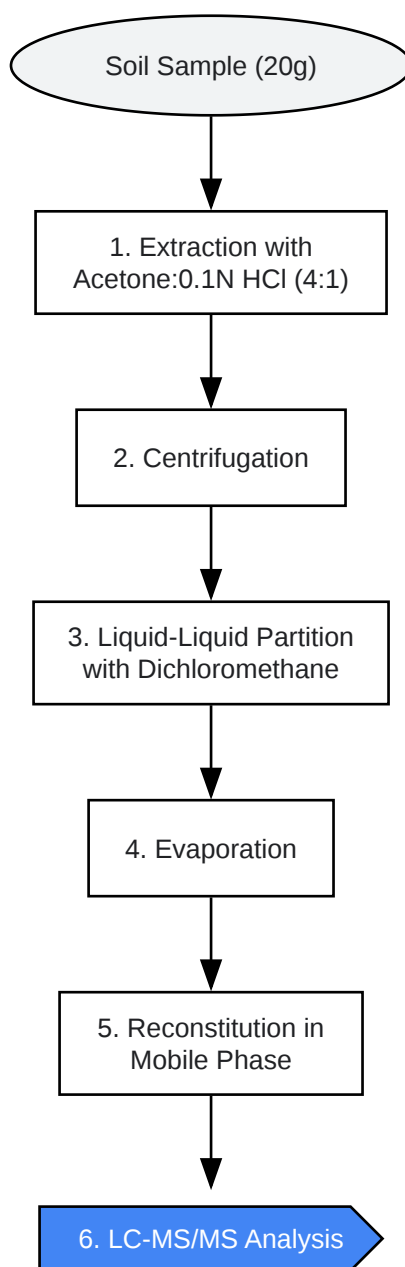 Soil Sample (20g)
1. Extraction with
Acetone:0.1N HCl (4:1)
2. Centrifugation
3. Liquid-Liquid Partition
with Dichloromethane
4. Evaporation
5. Reconstitution in
Mobile Phase
6. LC-MS/MS Analysis